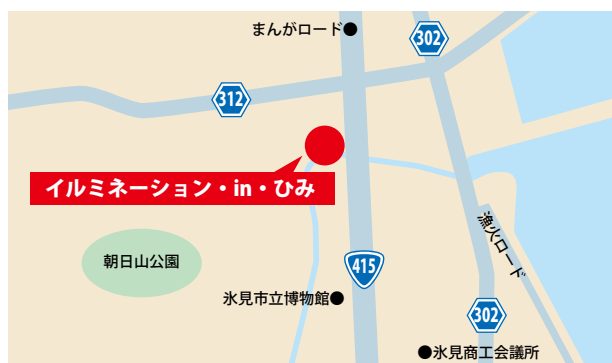 まんがロード●
302
312
イルミネーション・in・ひみ
漁火ロード
朝日山公園
415
氷見市立博物館●
302
●氷見商工会議所